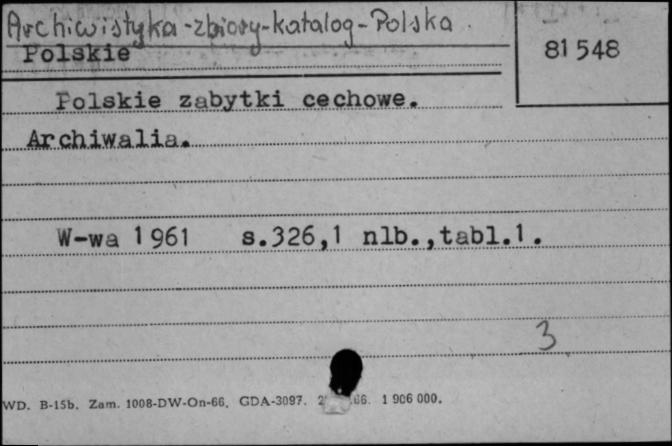 Archiwistyka-zbiory-katalog-Polska
Polskie
81 548
Polskie zabytki cechowe.
Archiwalia.
W-wa 1961 s.326,1 nlb.,tabl.1.
3
WD. B-15b. Zam. 1008-DW-On-66. GDA-3097. 66. 1 906 000.